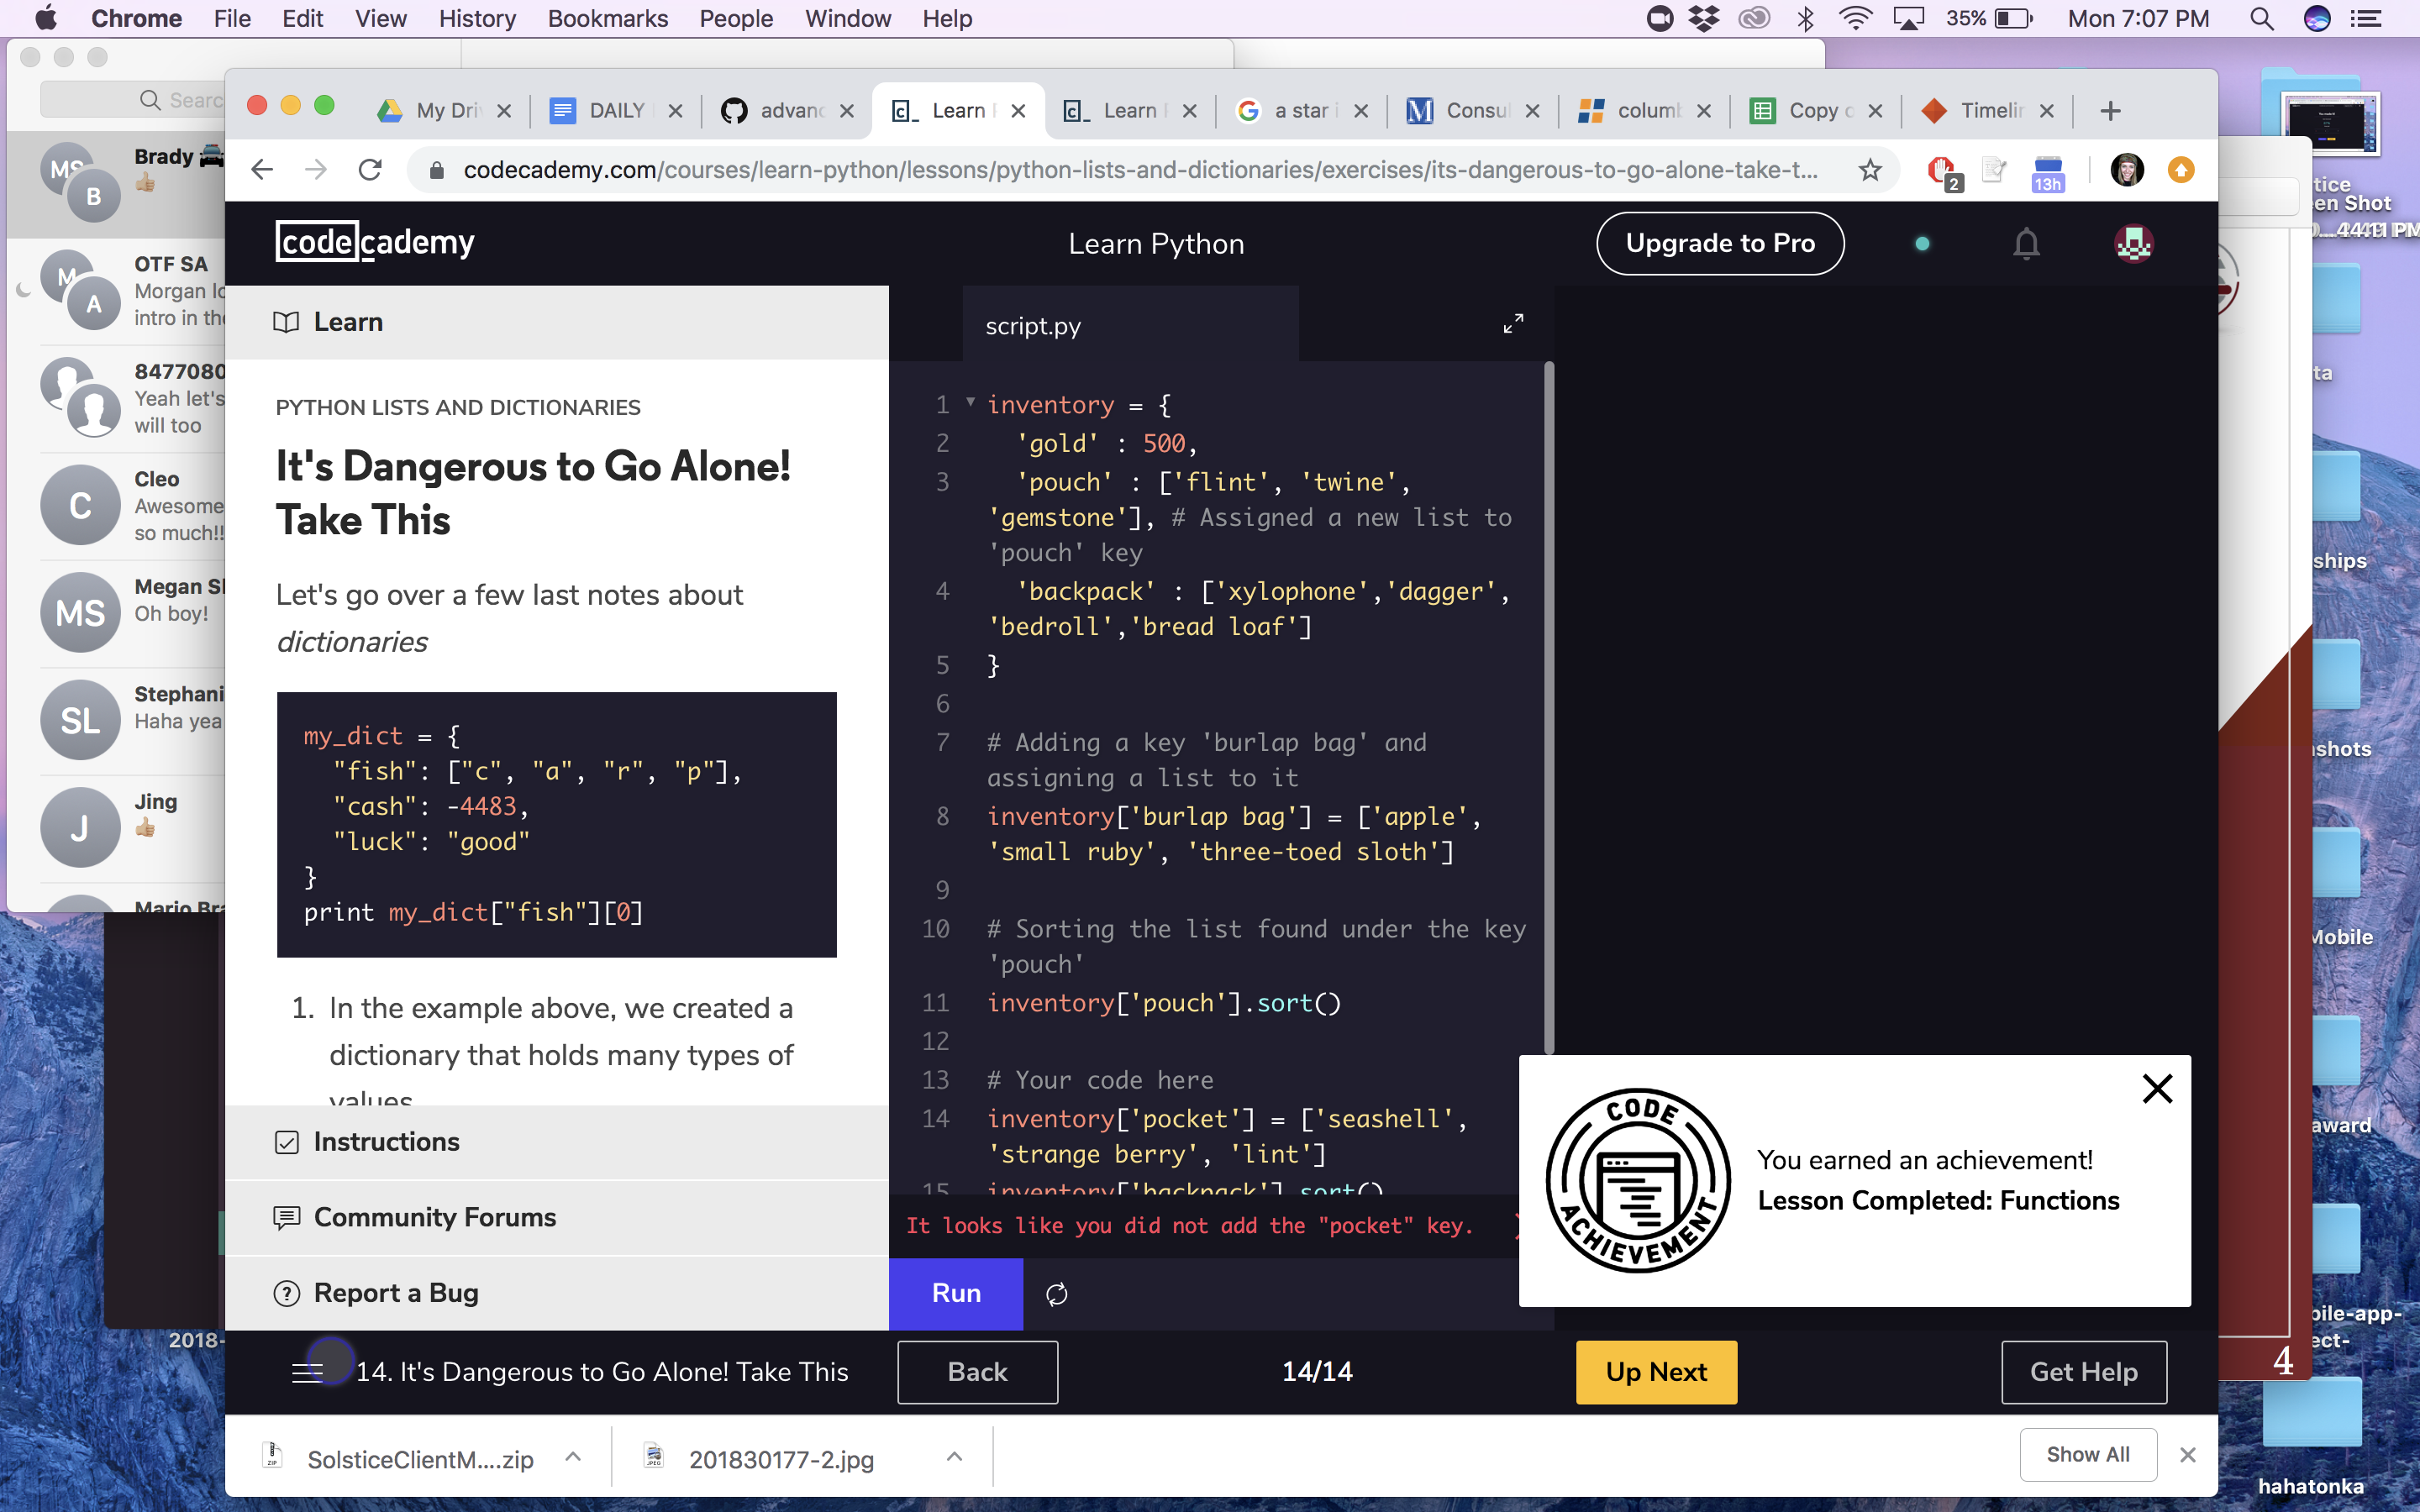 Chrome File Edit View History Bookmarks People Window Help 35% Mon 7:07 PM
Searc
MS B Brady
M A OTF SA
Morgan lo
intro in the
8477080
Yeah let's
will too
C Cleo
Awesome
so much!!
MS Megan Sl
Oh boy!
SL Stephani
Haha yea
J Jing
Mario Bra
2018-
My Dri DAILY advanc Learn P Learn P a star i Consul columb Copy o Timelin
codecademy.com/courses/learn-python/lessons/python-lists-and-dictionaries/exercises/its-dangerous-to-go-alone-take-t...
2
13h
codecademy
Learn Python
Upgrade to Pro
Learn
PYTHON LISTS AND DICTIONARIES
It's Dangerous to Go Alone!
Take This
Let's go over a few last notes about
dictionaries
my_dict = {
"fish": ["c", "a", "r", "p"],
"cash": -4483,
"luck": "good"
}
print my_dict["fish"][0]
1. In the example above, we created a
dictionary that holds many types of
values.
Instructions
Community Forums
Report a Bug
script.py
1 inventory = {
2 'gold' : 500,
3 'pouch' : ['flint', 'twine',
'gemstone'], # Assigned a new list to
'pouch' key
4 'backpack' : ['xylophone','dagger',
'bedroll','bread loaf']
5 }
6
7 # Adding a key 'burlap bag' and
assigning a list to it
8 inventory['burlap bag'] = ['apple',
'small ruby', 'three-toed sloth']
9
10 # Sorting the list found under the key
'pouch'
11 inventory['pouch'].sort()
12
13 # Your code here
14 inventory['pocket'] = ['seashell',
'strange berry', 'lint']
15 inventory['backpack'].sort()
It looks like you did not add the "pocket" key.
Run
CODE ACHIEVEMENT
You earned an achievement!
Lesson Completed: Functions
14. It's Dangerous to Go Alone! Take This
Back
14/14
Up Next
Get Help
SolsticeClientM....zip
201830177-2.jpg
Show All
tice
een Shot
ta
ships
shots
Mobile
award
bile-app-
ect-
4
hahatonka